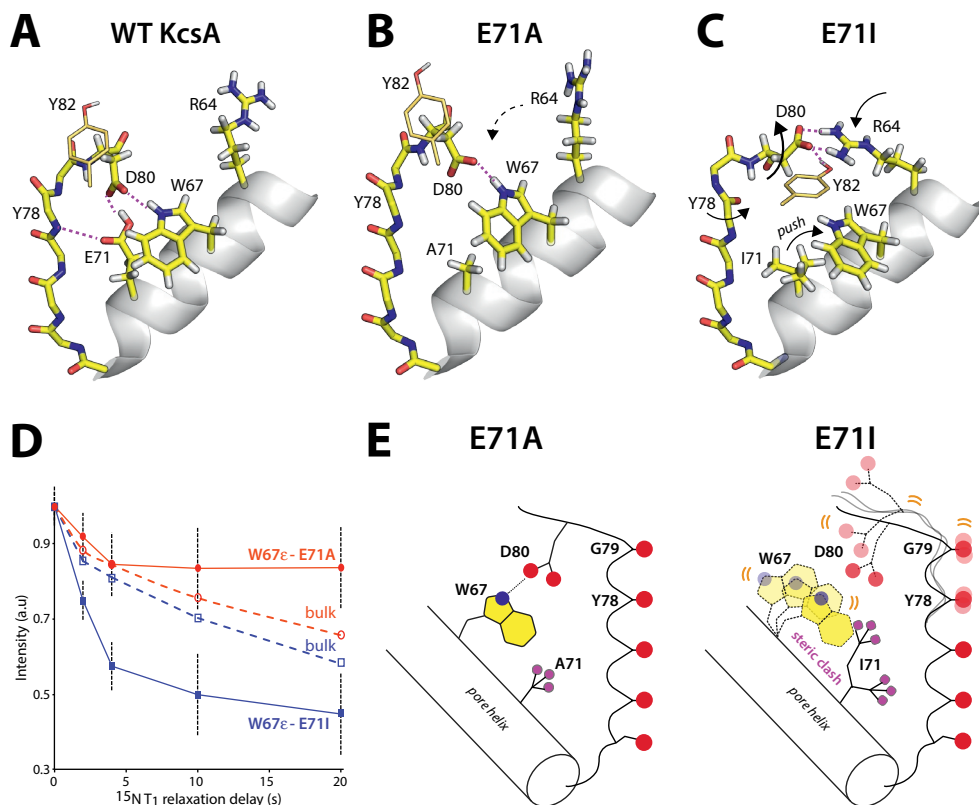 A
WT KcsA
Y82
R64
D80
W67
Y78
E71
B
E71A
R64
Y82
D80
W67
Y78
A71
C
E71I
D80
R64
Y82
Y78
W67
push
I71
D
0.9
0.7
0.5
0.3
Intensity (a.u)
W67ε - E71A
bulk
bulk
W67ε - E71I
0
5
10
15
20
15N T1 relaxation delay (s)
E
E71A
D80
G79
W67
Y78
A71
pore helix
E71I
D80
G79
W67
Y78
steric clash
I71
pore helix